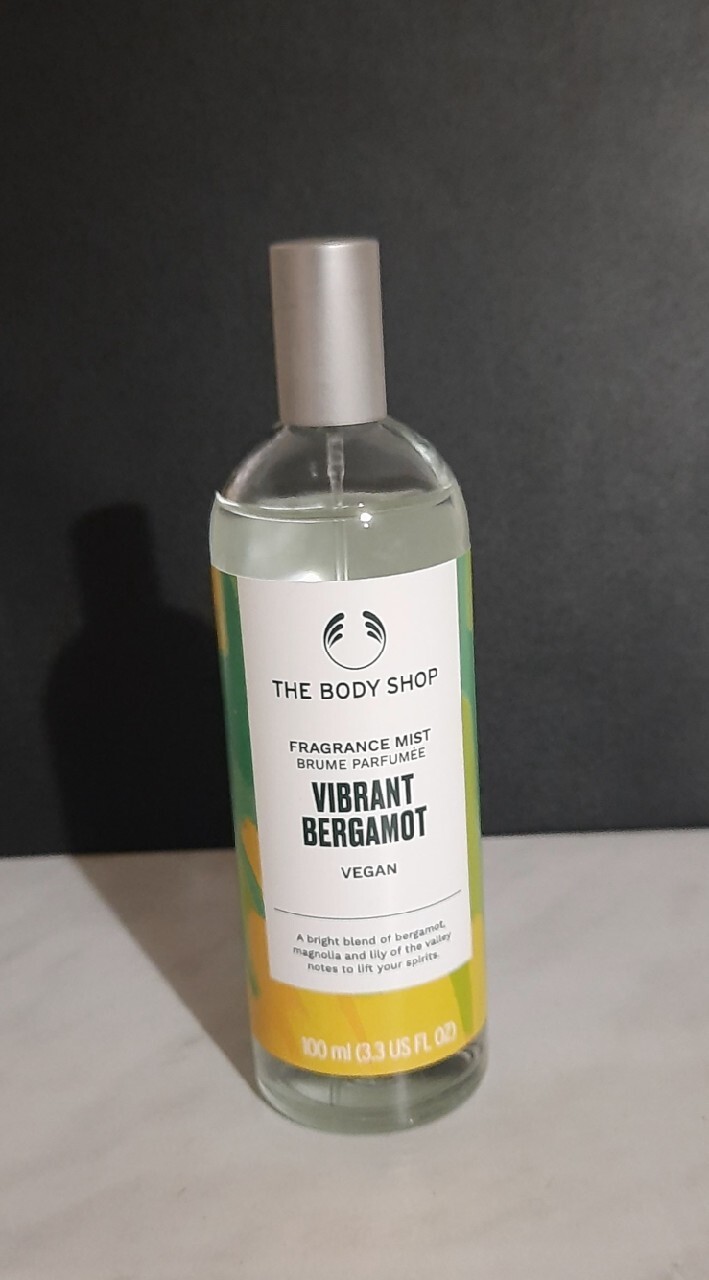 THE BODY SHOP
FRAGRANCE MIST
BRUME PARFUMÉE
VIBRANT
BERGAMOT
VEGAN
A bright blend of bergamot,
magnolia and lily of the valley
notes to lift your spirits.
100 ml (3.3 US FL OZ)